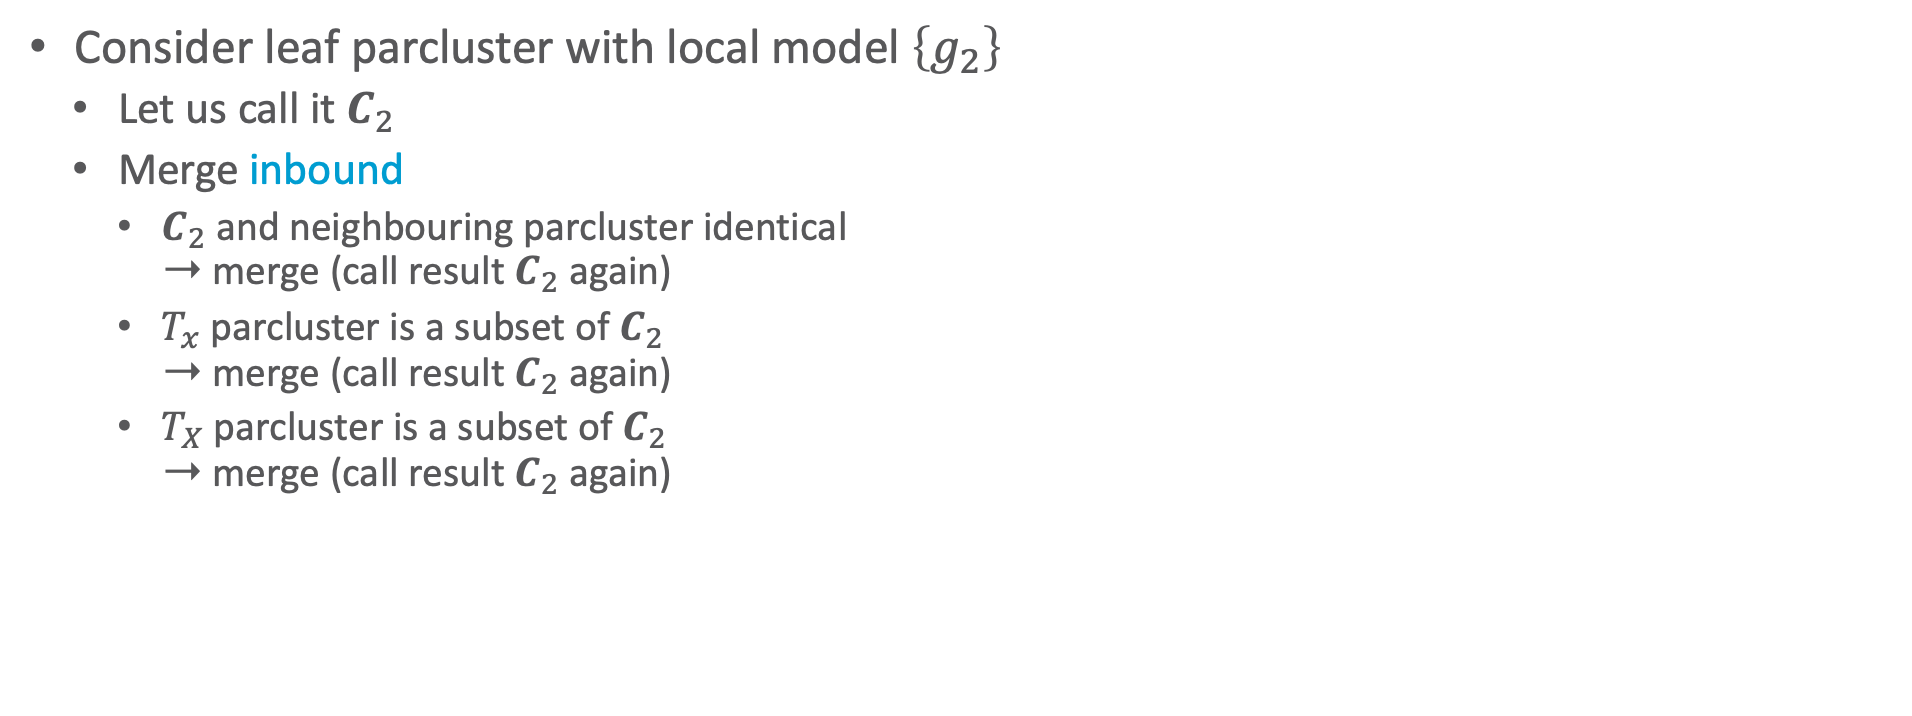 • Consider leaf parcluster with local model {𝑔₂}
• Let us call it 𝑪₂
• Merge inbound
• 𝑪₂ and neighbouring parcluster identical
→ merge (call result 𝑪₂ again)
• 𝑇ₓ parcluster is a subset of 𝑪₂
→ merge (call result 𝑪₂ again)
• 𝑇_𝑋 parcluster is a subset of 𝑪₂
→ merge (call result 𝑪₂ again)